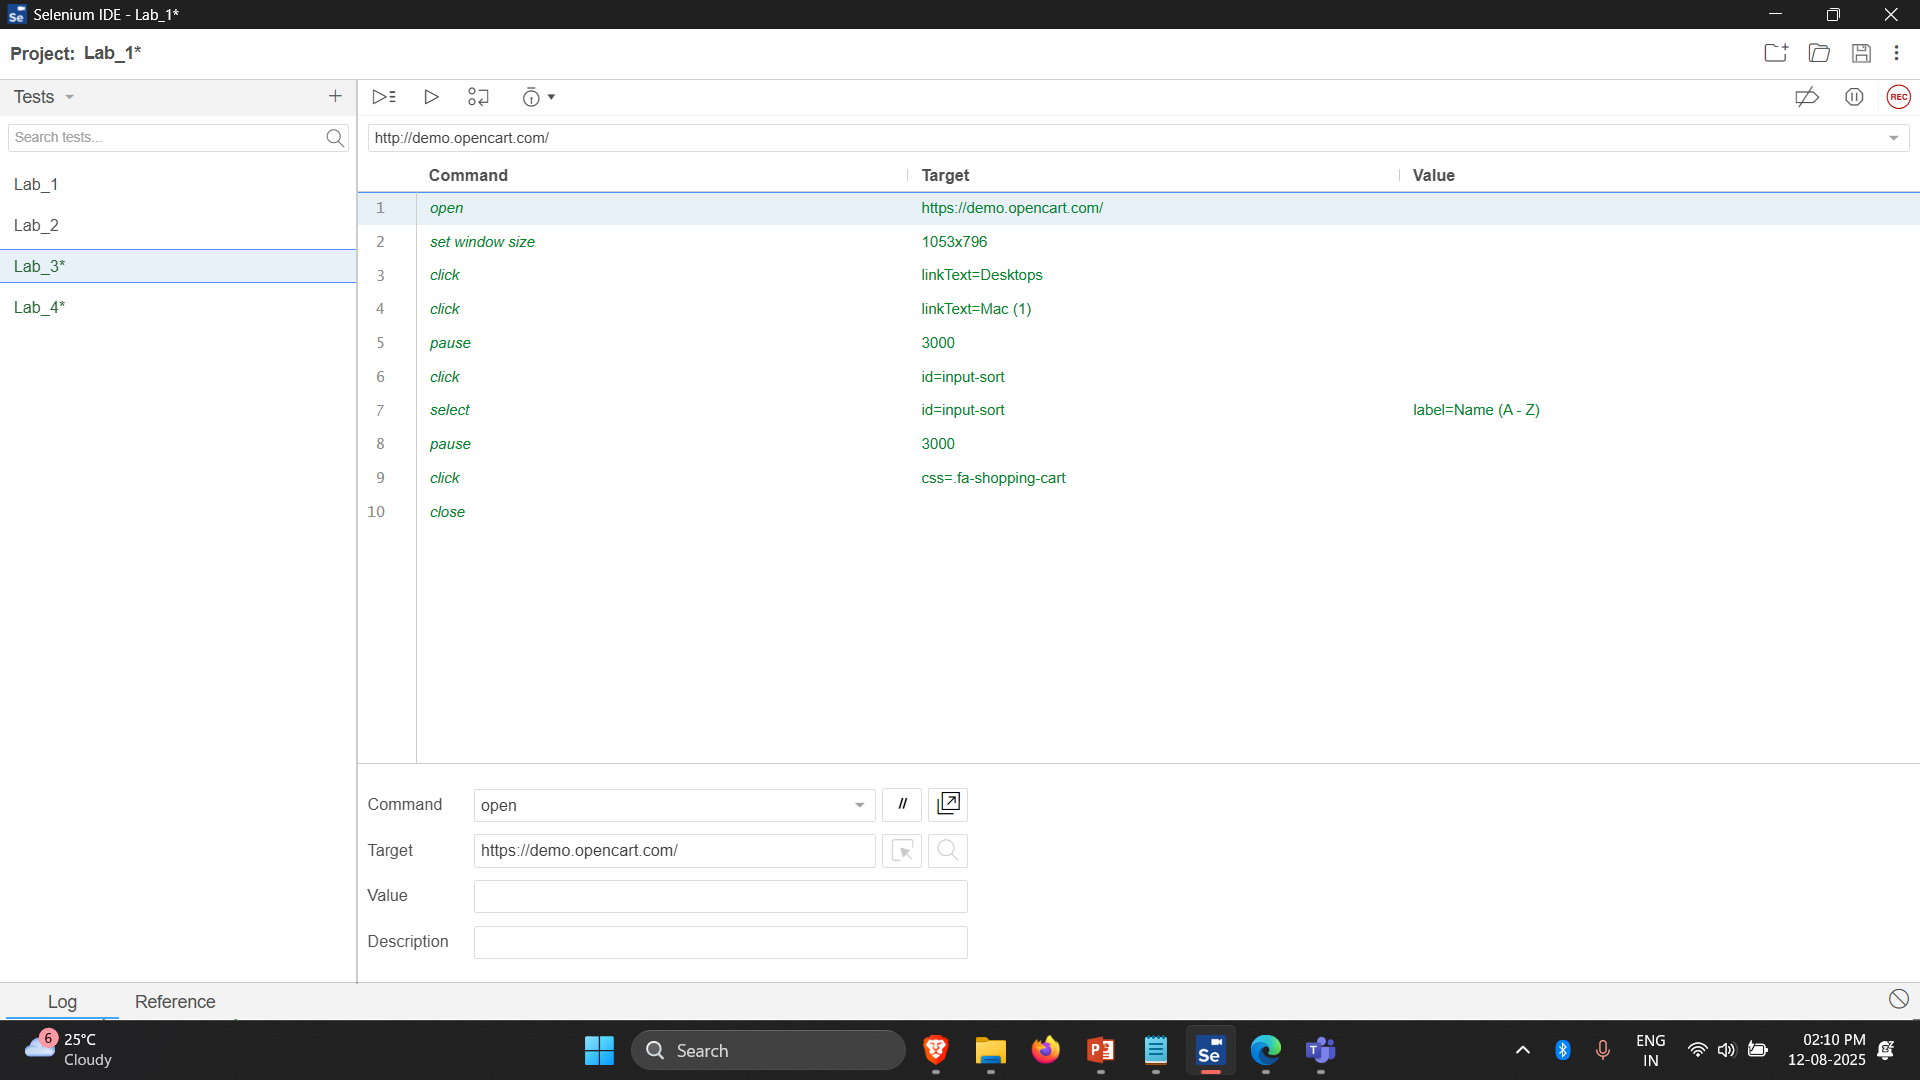 Selenium IDE - Lab_1*
Project: Lab_1*
Tests
Search tests...
Lab_1
Lab_2
Lab_3*
Lab_4*
REC
http://demo.opencart.com/
Command Target Value
1 open https://demo.opencart.com/
2 set window size 1053x796
3 click linkText=Desktops
4 click linkText=Mac (1)
5 pause 3000
6 click id=input-sort
7 select id=input-sort label=Name (A - Z)
8 pause 3000
9 click css=.fa-shopping-cart
10 close
Command open //
Target https://demo.opencart.com/
Value
Description
Log Reference
6 25°C
Cloudy
Search
Se
ENG
IN
02:10 PM
12-08-2025